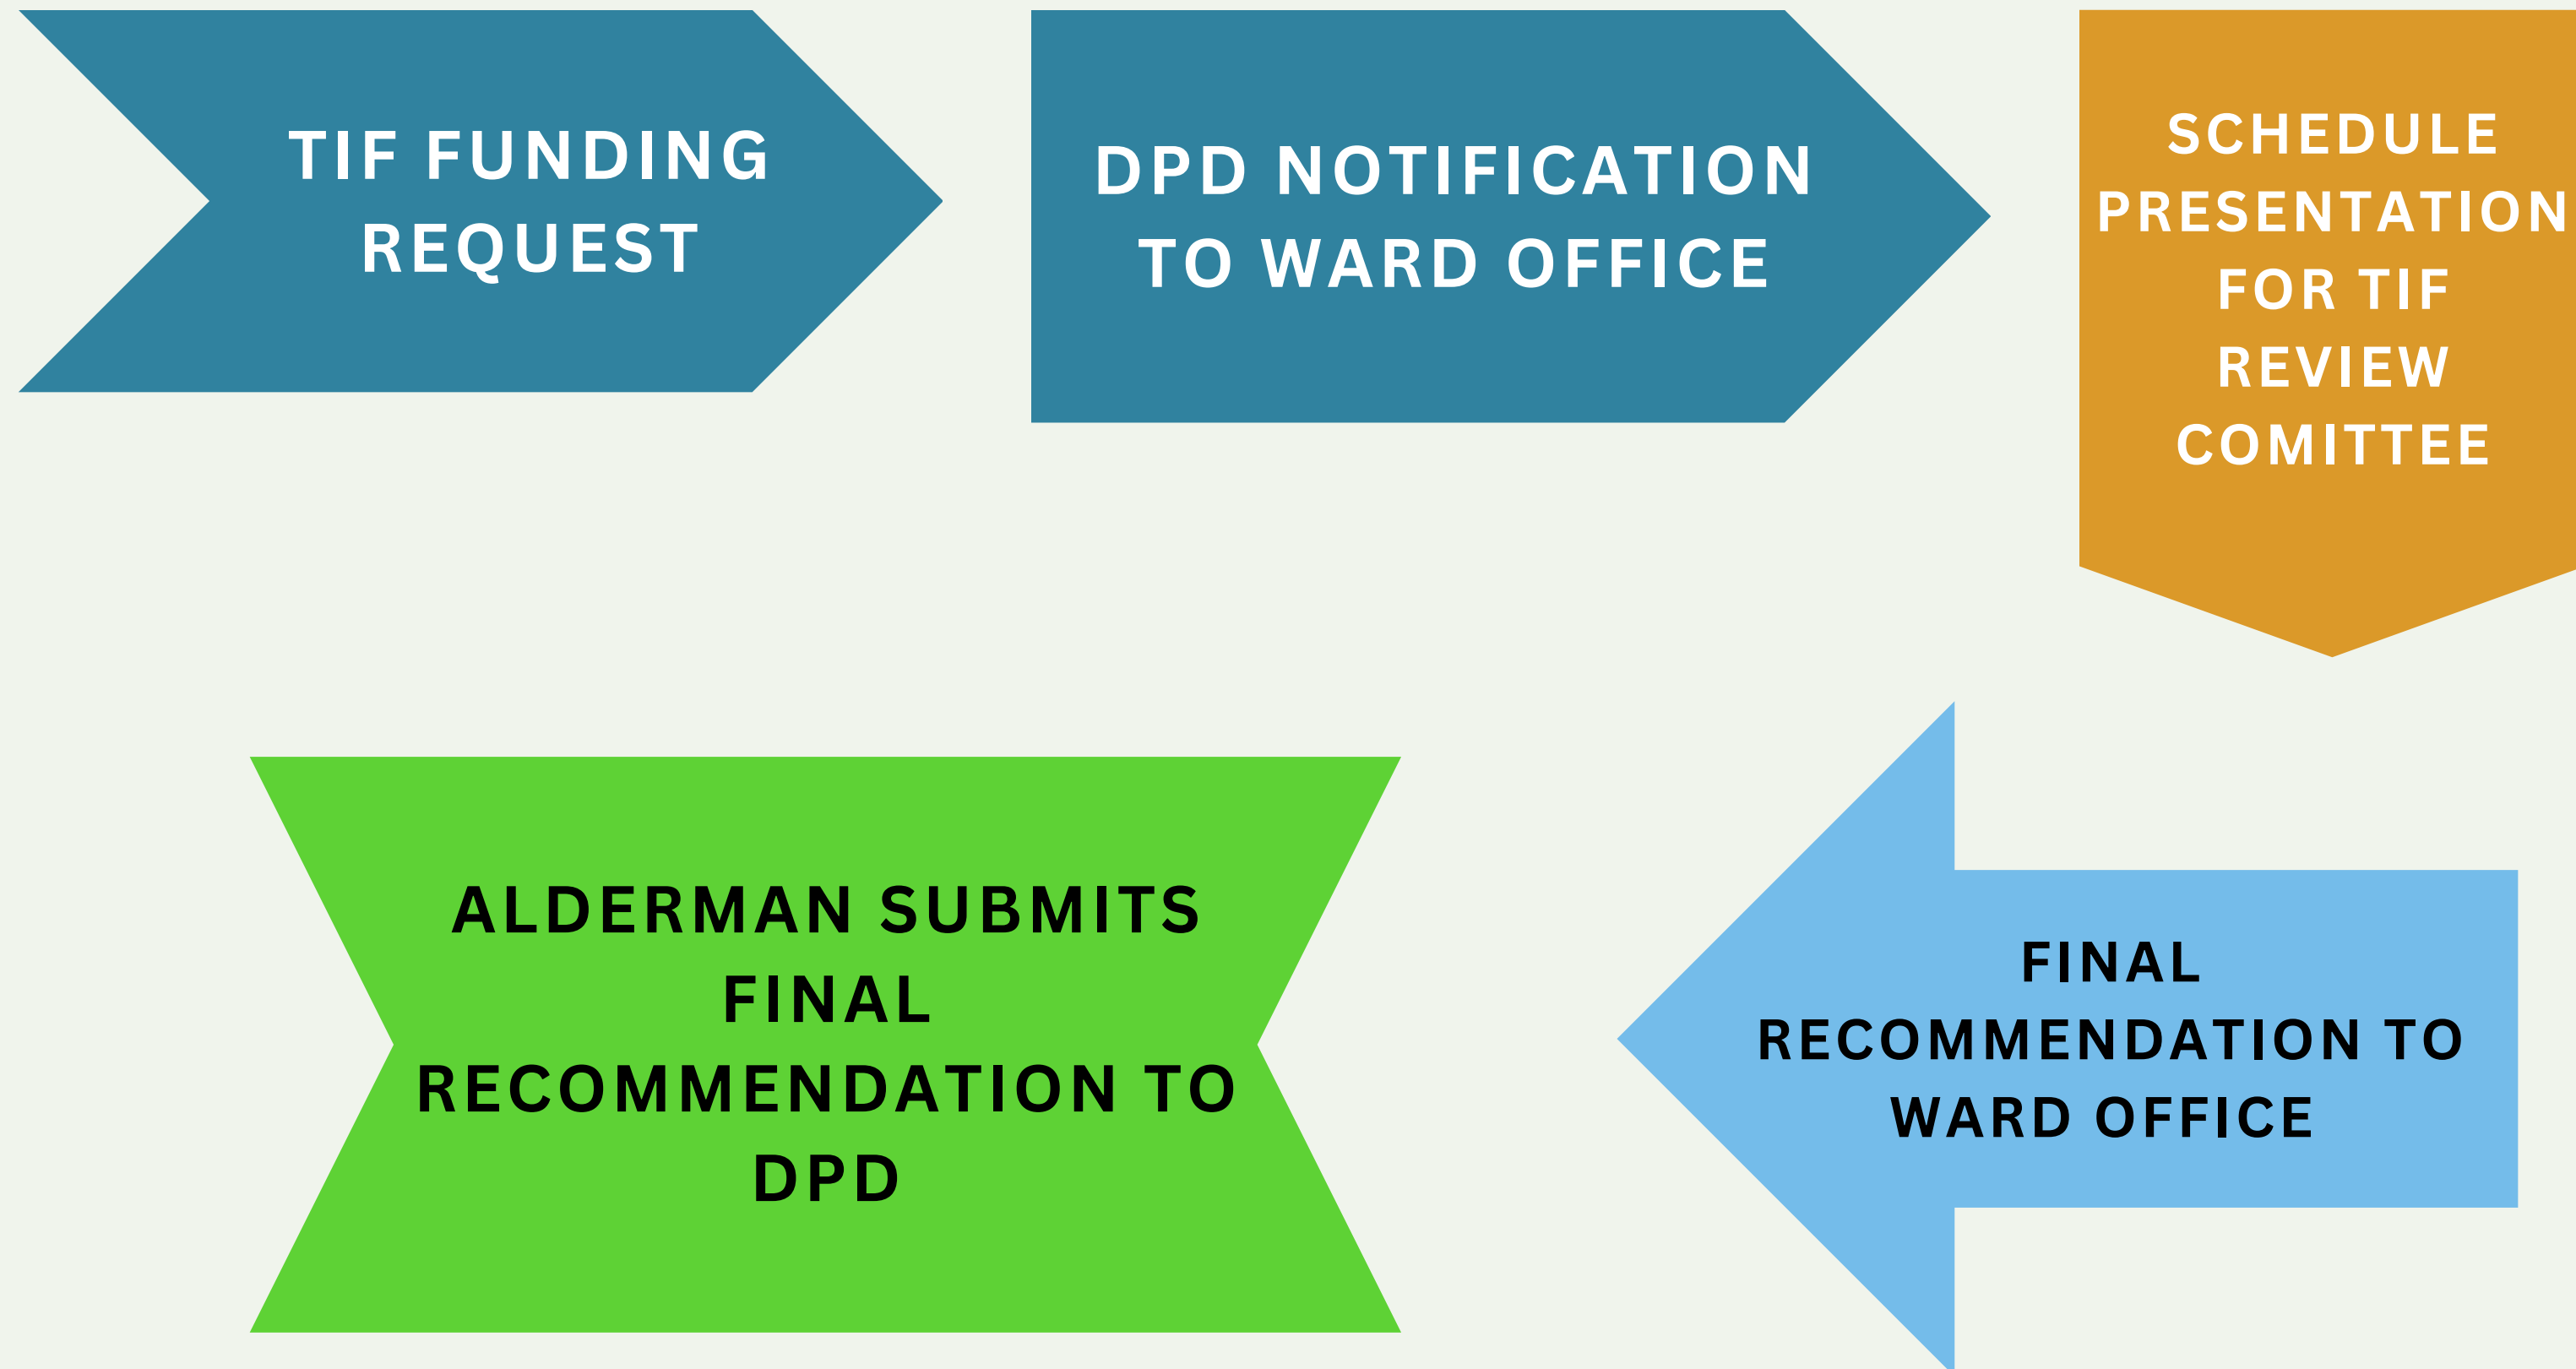 TIF FUNDING
REQUEST
DPD NOTIFICATION
TO WARD OFFICE
SCHEDULE
PRESENTATION
FOR TIF
REVIEW
COMITTEE
FINAL
RECOMMENDATION TO
WARD OFFICE
ALDERMAN SUBMITS
FINAL
RECOMMENDATION TO
DPD